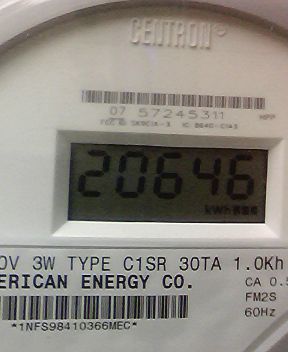 CENTRON®
07 57245311 HPP
20646
kWh
0V 3W TYPE C1SR 30TA 1.0Kh
ERICAN ENERGY CO. CA 0.5
FM2S
*1NFS98410366MEC* 60Hz